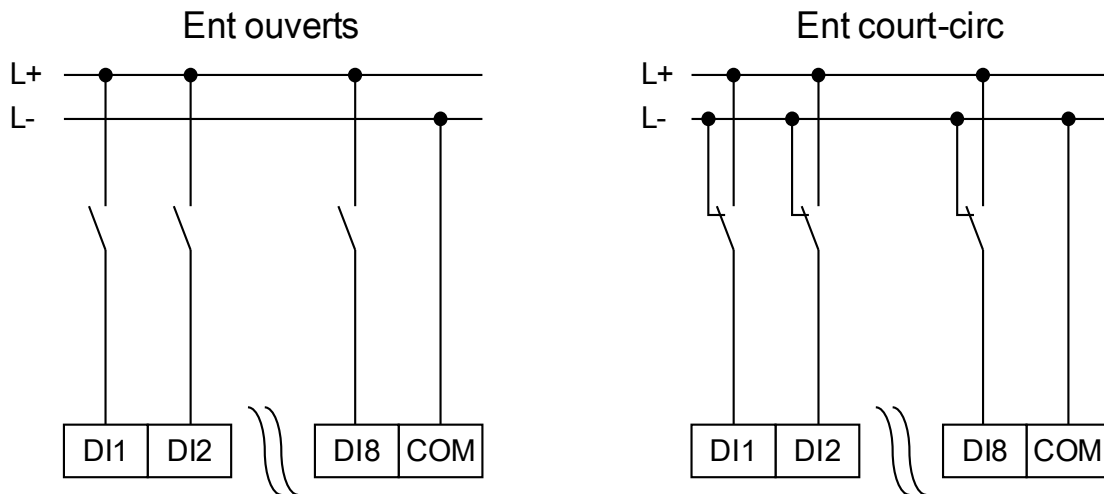 Ent ouverts
L+
L-
DI1 DI2 DI8 COM
Ent court-circ
L+
L-
DI1 DI2 DI8 COM